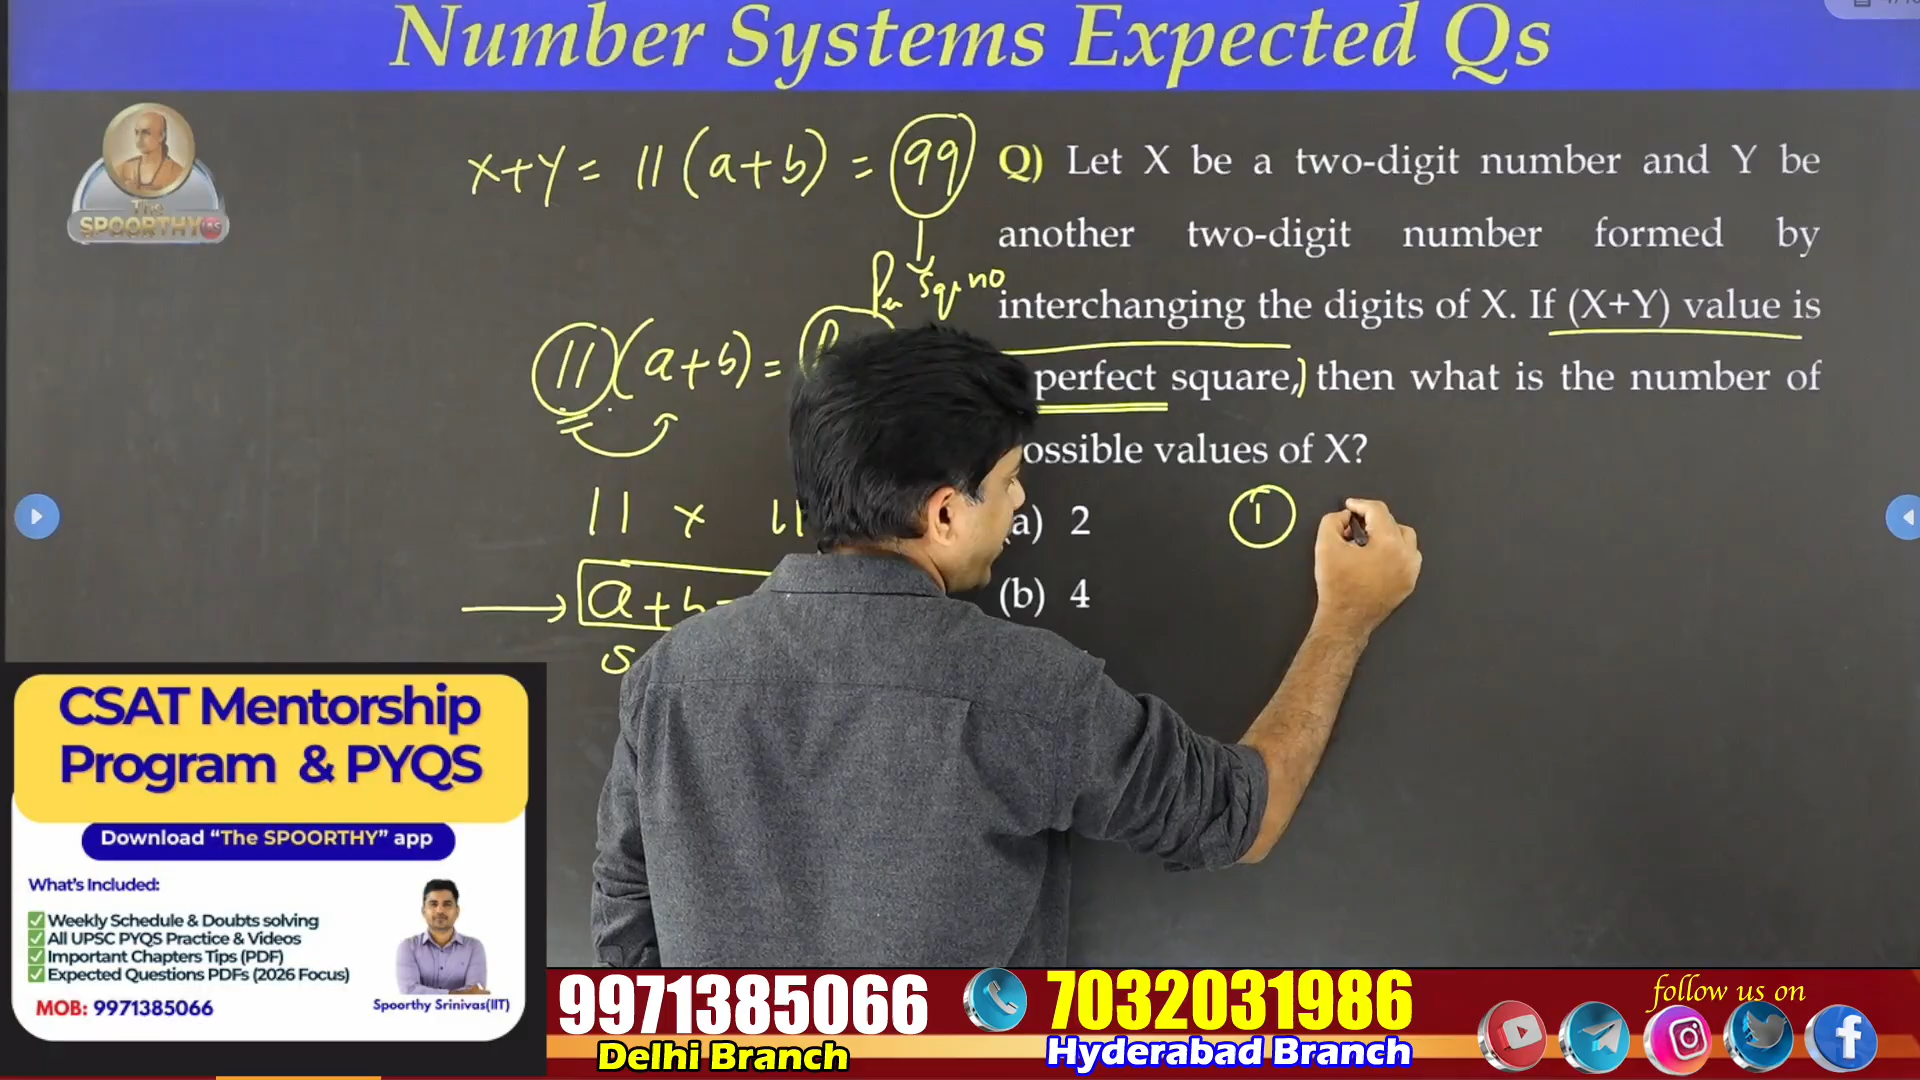 Number Systems Expected Qs
The
SPOORTHY
x+y = 11(a+b) = 99
sq. no
11(a+b) =
11 x 11
a+b
Q) Let X be a two-digit number and Y be
another two-digit number formed by
interchanging the digits of X. If (X+Y) value is
perfect square, then what is the number of
ossible values of X?
(a) 2
(b) 4
1
CSAT Mentorship
Program & PYQS
Download “The SPOORTHY” app
What's Included:
Weekly Schedule & Doubts solving
All UPSC PYQS Practice & Videos
Important Chapters Tips (PDF)
Expected Questions PDFs (2026 Focus)
MOB: 9971385066
Spoorthy Srinivas(IIT)
9971385066
Delhi Branch
7032031986
Hyderabad Branch
follow us on